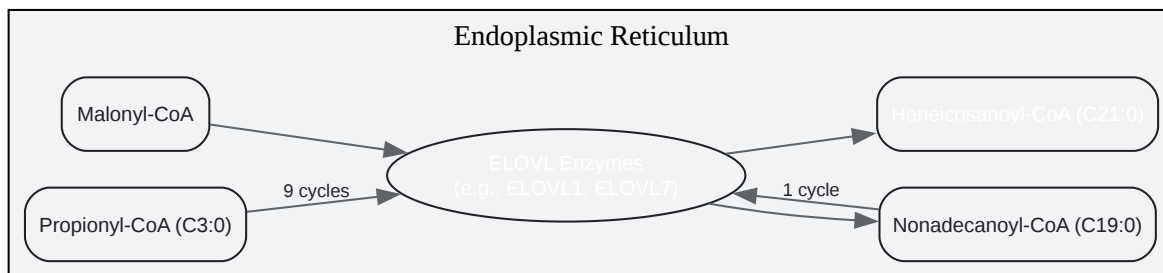 Endoplasmic Reticulum
Malonyl-CoA
Heneicosanoyl-CoA (C21:0)
ELOVL Enzymes
(e.g., ELOVL1, ELOVL7)
9 cycles
1 cycle
Propionyl-CoA (C3:0)
Nonadecanoyl-CoA (C19:0)